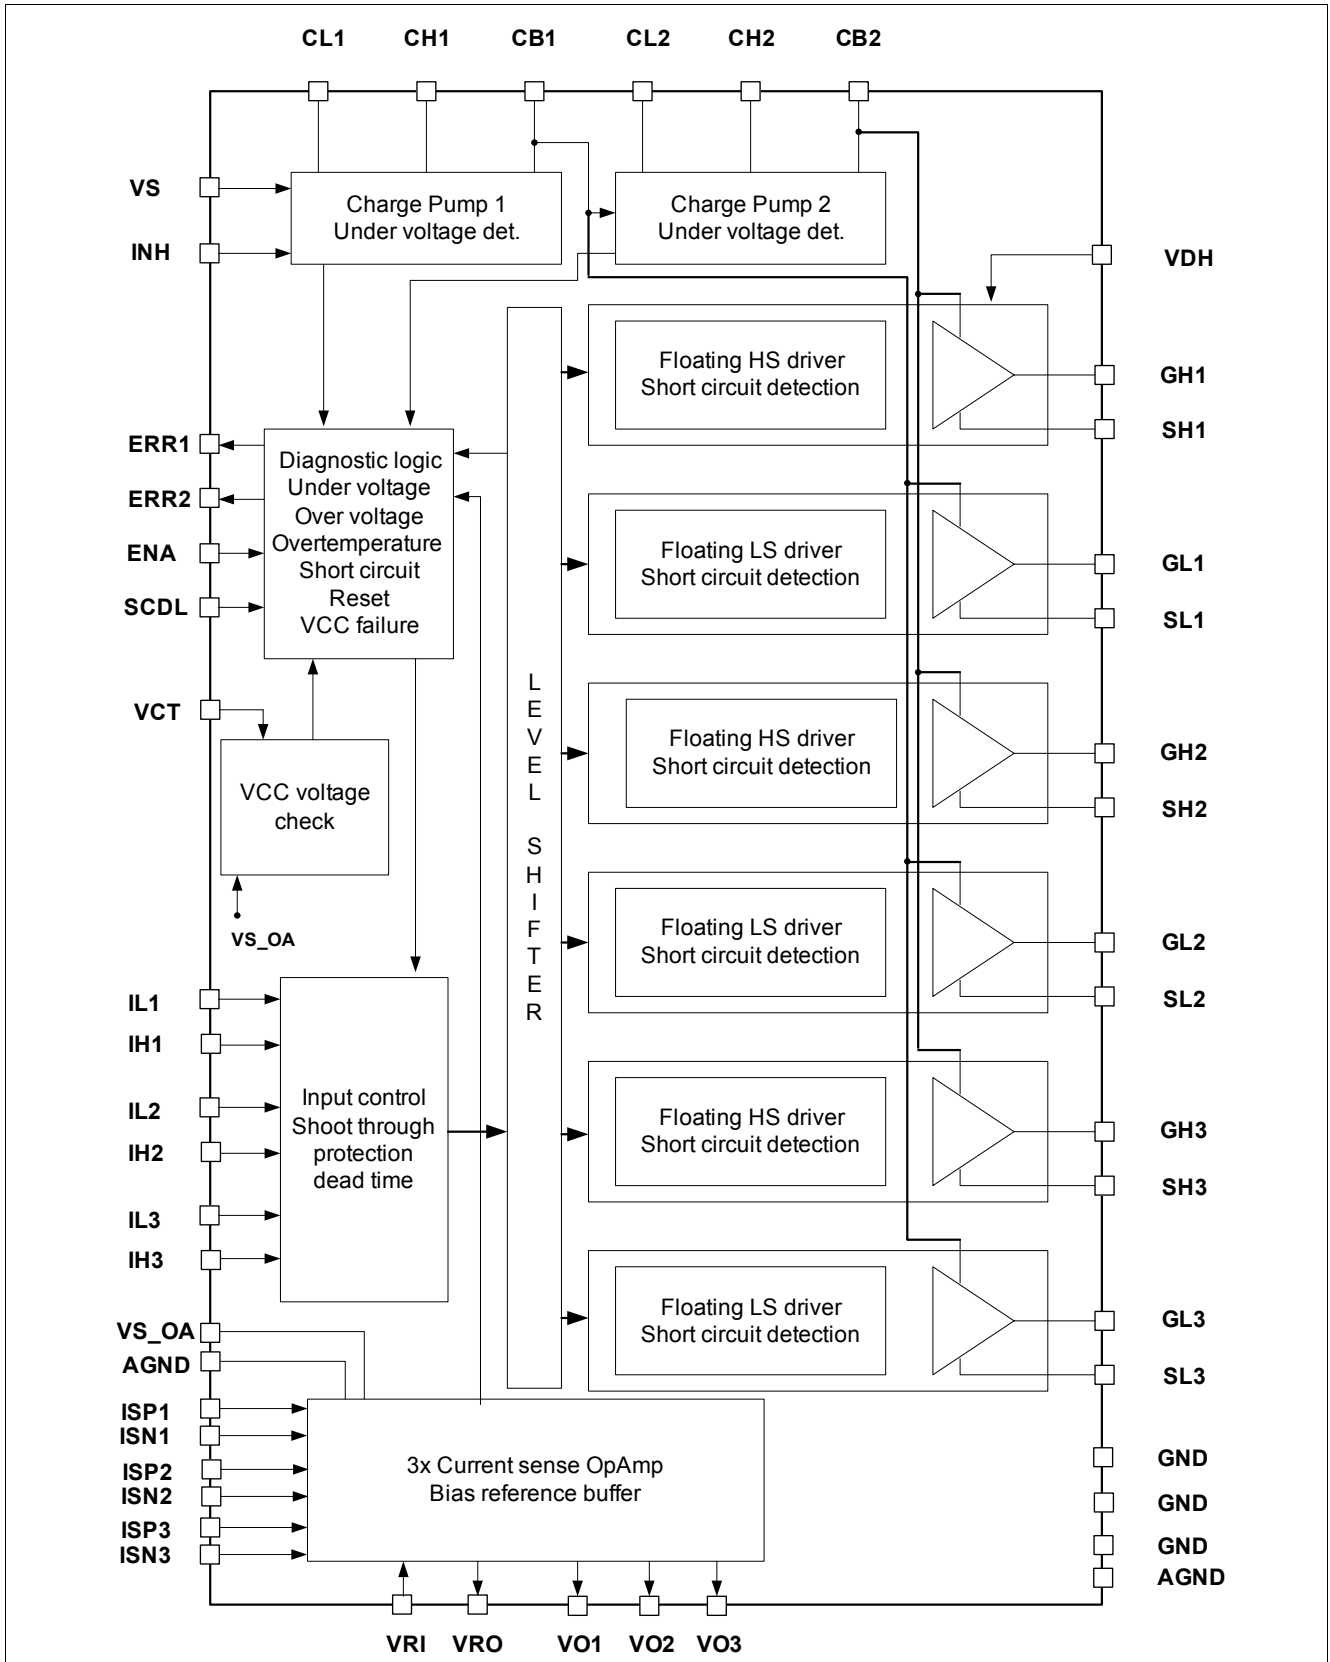 CL1 CH1 CB1 CL2 CH2 CB2
VS
INH
Charge Pump 1
Under voltage det.
Charge Pump 2
Under voltage det.
VDH
Floating HS driver
Short circuit detection
GH1
SH1
ERR1
ERR2
ENA
SCDL
Diagnostic logic
Under voltage
Over voltage
Overtemperature
Short circuit
Reset
VCC failure
Floating LS driver
Short circuit detection
GL1
SL1
VCT
VCC voltage
check
VS_OA
LEVEL SHIFTER
Floating HS driver
Short circuit detection
GH2
SH2
Floating LS driver
Short circuit detection
GL2
SL2
IL1
IH1
IL2
IH2
IL3
IH3
Input control
Shoot through
protection
dead time
Floating HS driver
Short circuit detection
GH3
SH3
Floating LS driver
Short circuit detection
GL3
SL3
VS_OA
AGND
ISP1
ISN1
ISP2
ISN2
ISP3
ISN3
3x Current sense OpAmp
Bias reference buffer
GND
GND
GND
AGND
VRI VRO VO1 VO2 VO3